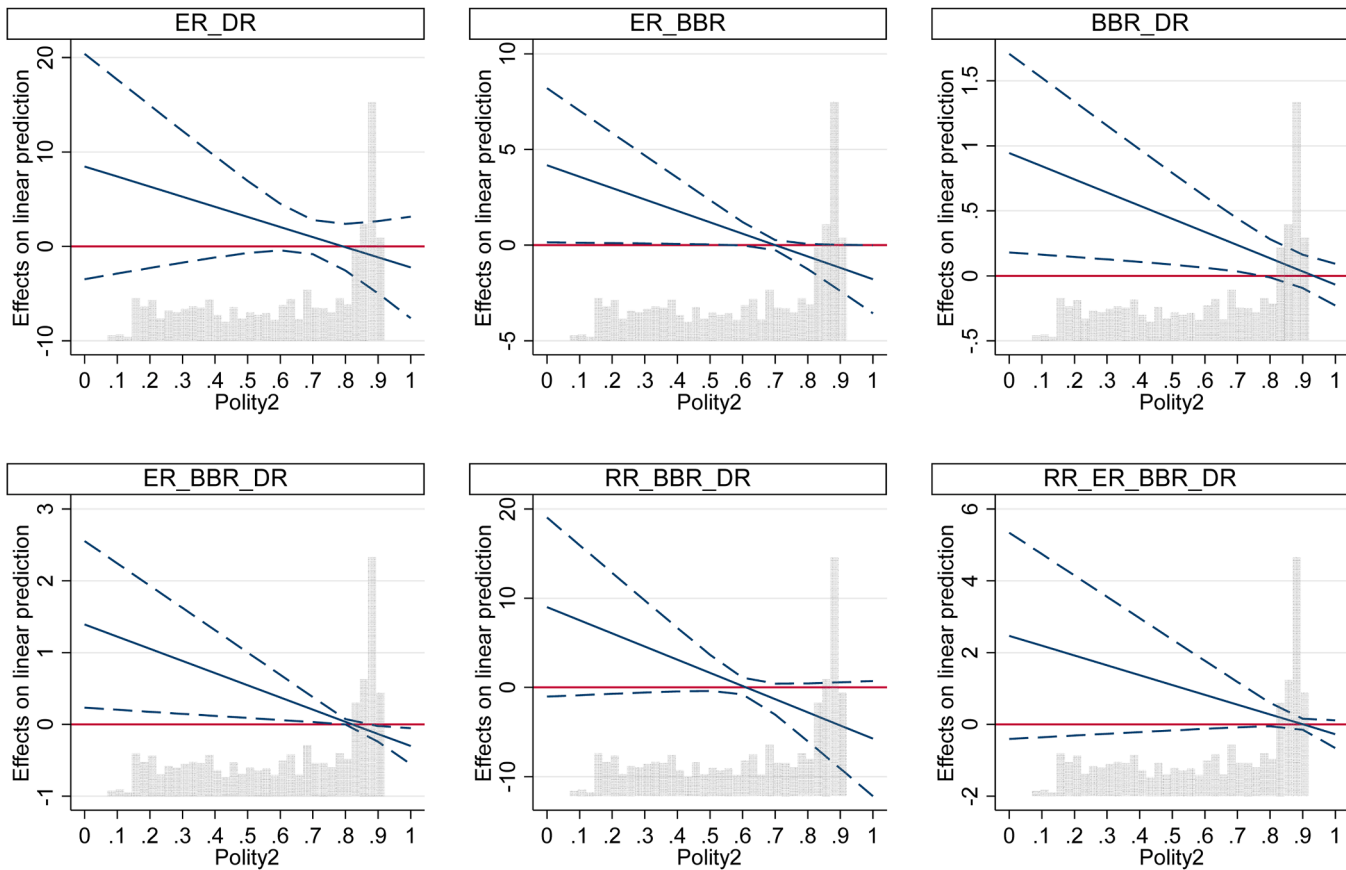 ER_DR
Effects on linear prediction
20
10
0
-10
0 .1 .2 .3 .4 .5 .6 .7 .8 .9 1
Polity2
ER_BBR
Effects on linear prediction
10
5
0
-5
0 .1 .2 .3 .4 .5 .6 .7 .8 .9 1
Polity2
BBR_DR
Effects on linear prediction
1.5
1
.5
0
-.5
0 .1 .2 .3 .4 .5 .6 .7 .8 .9 1
Polity2
ER_BBR_DR
Effects on linear prediction
3
2
1
0
-1
0 .1 .2 .3 .4 .5 .6 .7 .8 .9 1
Polity2
RR_BBR_DR
Effects on linear prediction
20
10
0
-10
0 .1 .2 .3 .4 .5 .6 .7 .8 .9 1
Polity2
RR_ER_BBR_DR
Effects on linear prediction
6
4
2
0
-2
0 .1 .2 .3 .4 .5 .6 .7 .8 .9 1
Polity2